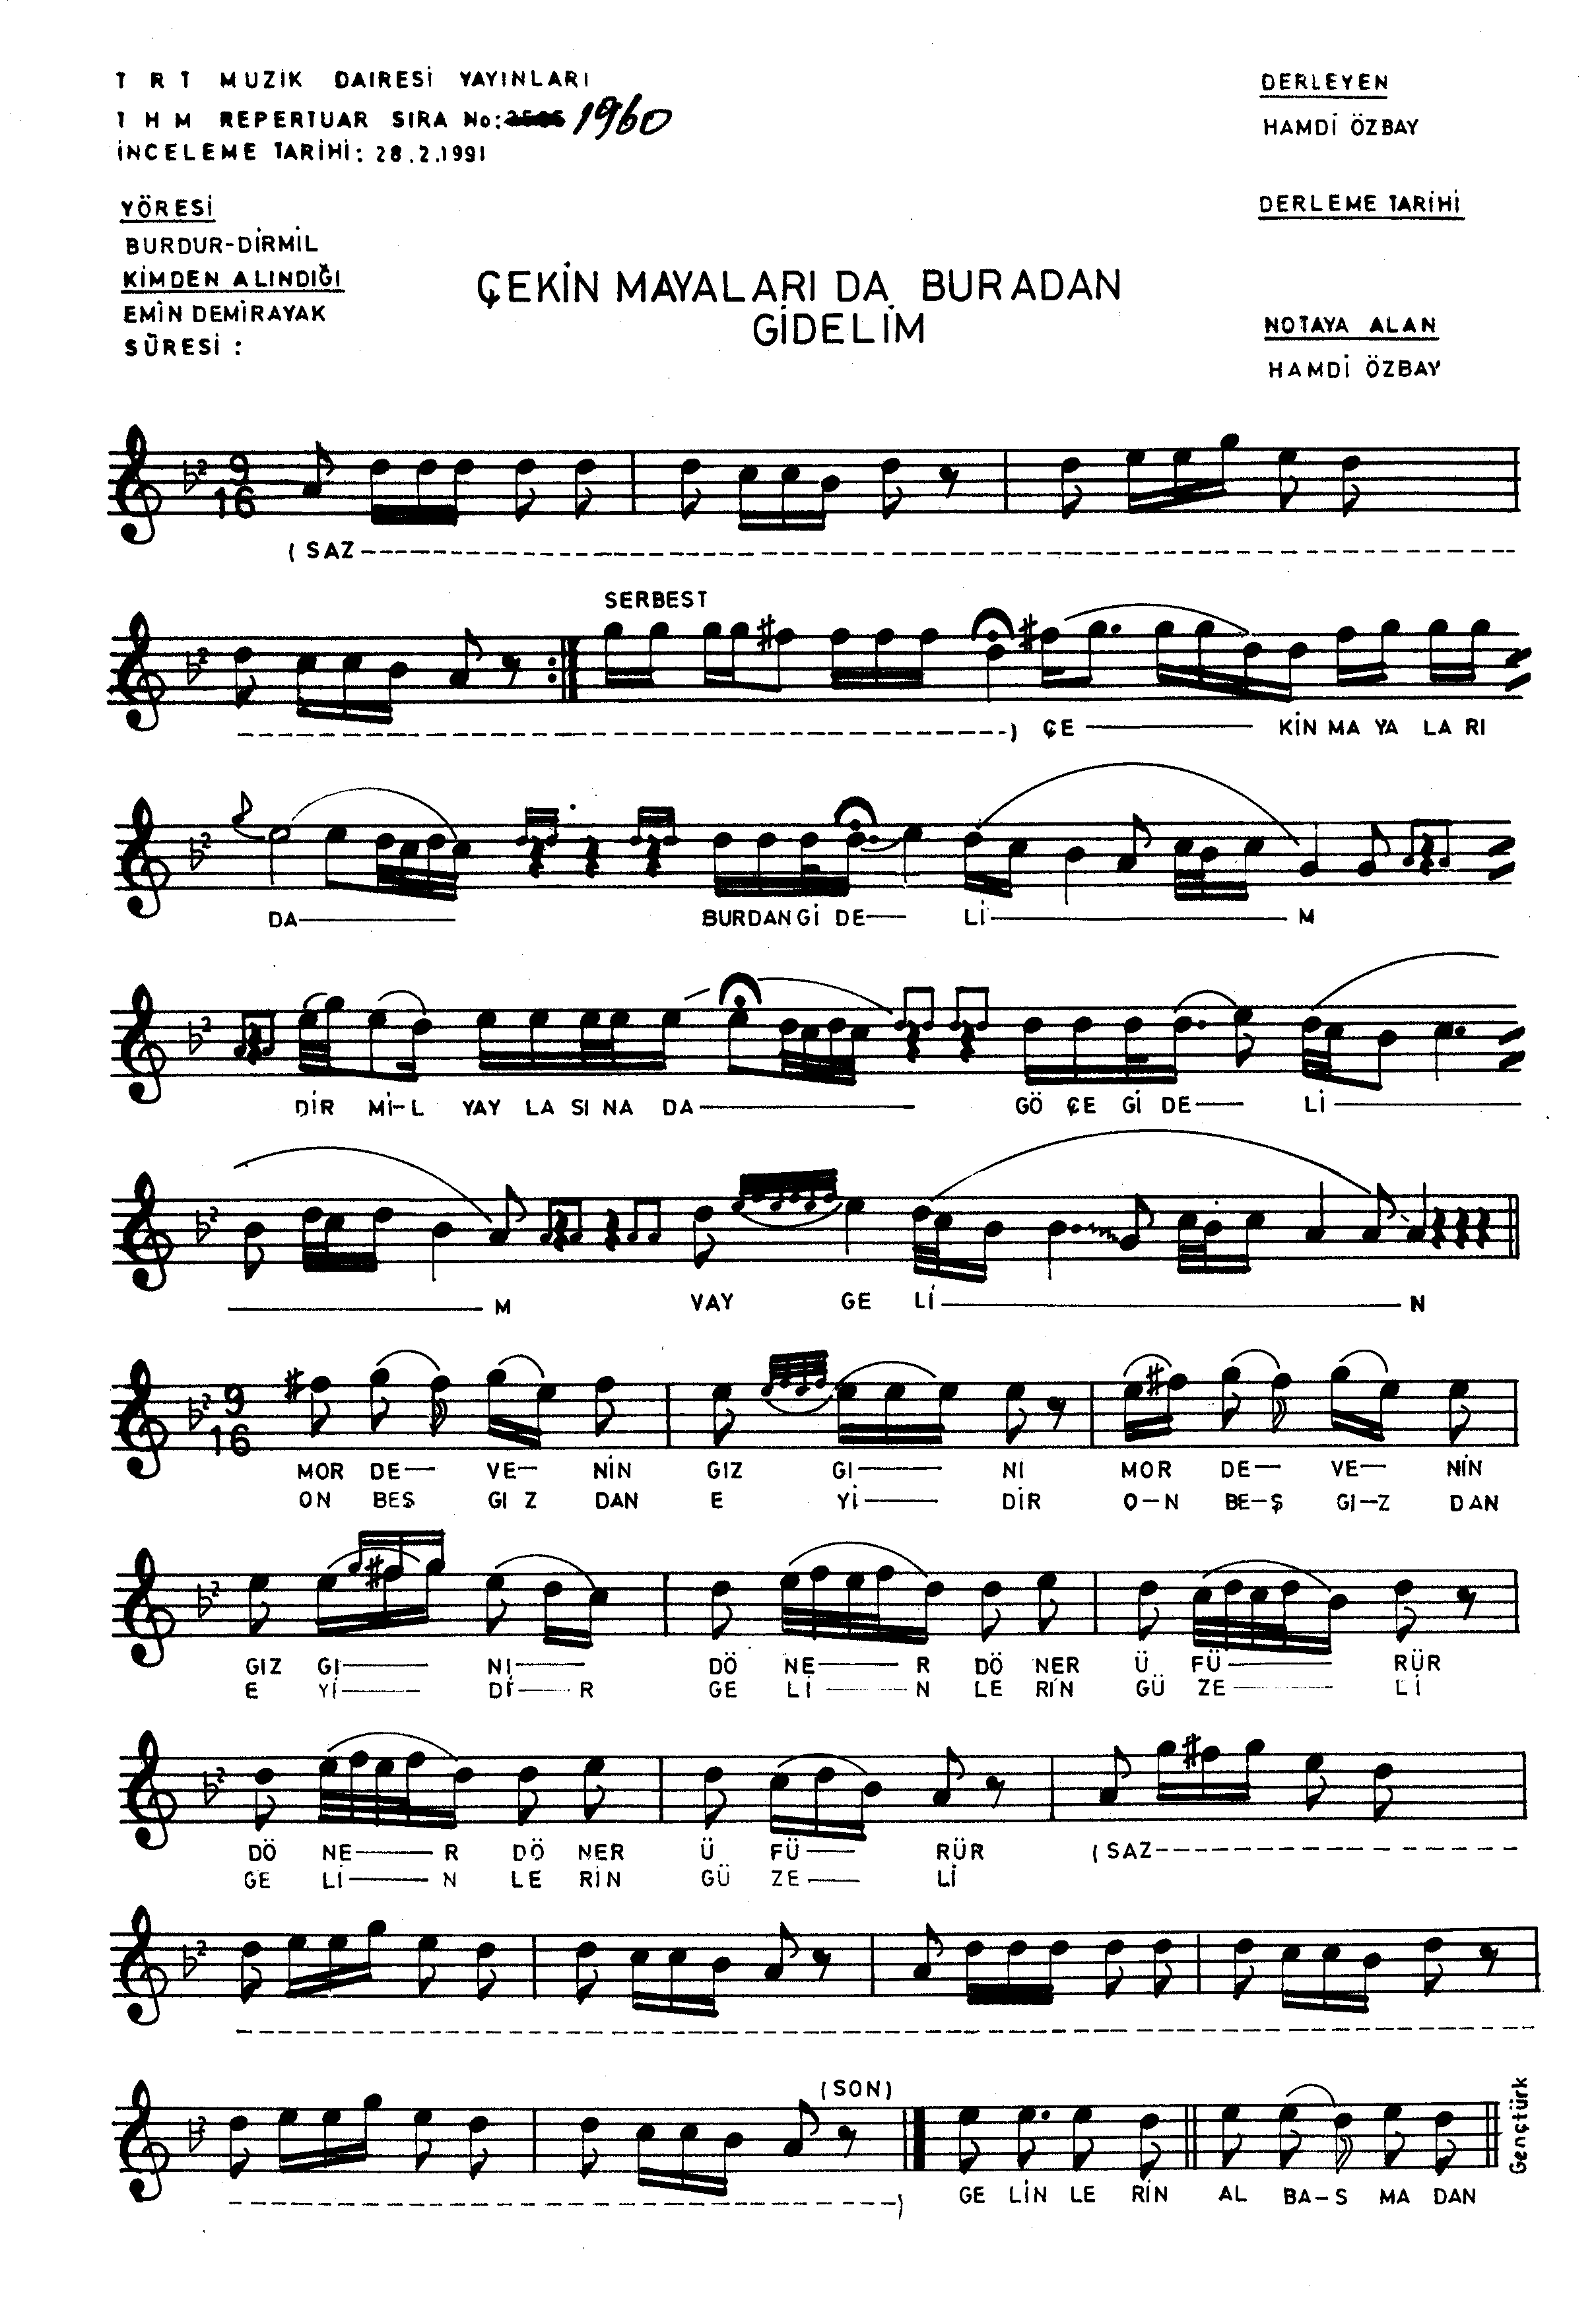 T R T MUZİK DAİRESİ YAYINLARI
T H M REPERTUAR SIRA No: 1960
İNCELEME TARİHİ: 28.2.1991
DERLEYEN
HAMDİ ÖZBAY
YÖRESİ
BURDUR-DİRMİL
KİMDEN ALINDIĞI
EMİN DEMİRAYAK
SÜRESİ :
DERLEME TARİHİ
ÇEKİN MAYALARI DA BURADAN
GİDELİM
NOTAYA ALAN
HAMDİ ÖZBAY
9
16
(SAZ
SERBEST
) ÇE KİN MA YA LA RI
DA BURDAN Gİ DE Lİ M
DİR Mİ-L YAY LA SI NA DA GÖ ÇE Gİ DE Lİ
M VAY GE Lİ N
9
16
MOR DE VE NİN GIZ GI NI MOR DE VE NİN
ON BEŞ GI Z DAN E Yİ DİR O-N BE-Ş GI-Z DAN
GIZ GI NI DÖ NE R DÖ NER Ü FÜ RÜR
E Yİ Dİ R GE Lİ N LE RİN GÜ ZE Lİ
DÖ NE R DÖ NER Ü FÜ RÜR (SAZ
GE Lİ N LE RİN GÜ ZE Lİ
(SON)
) GE LİN LE RİN AL BA-S MA DAN
Gençtürk